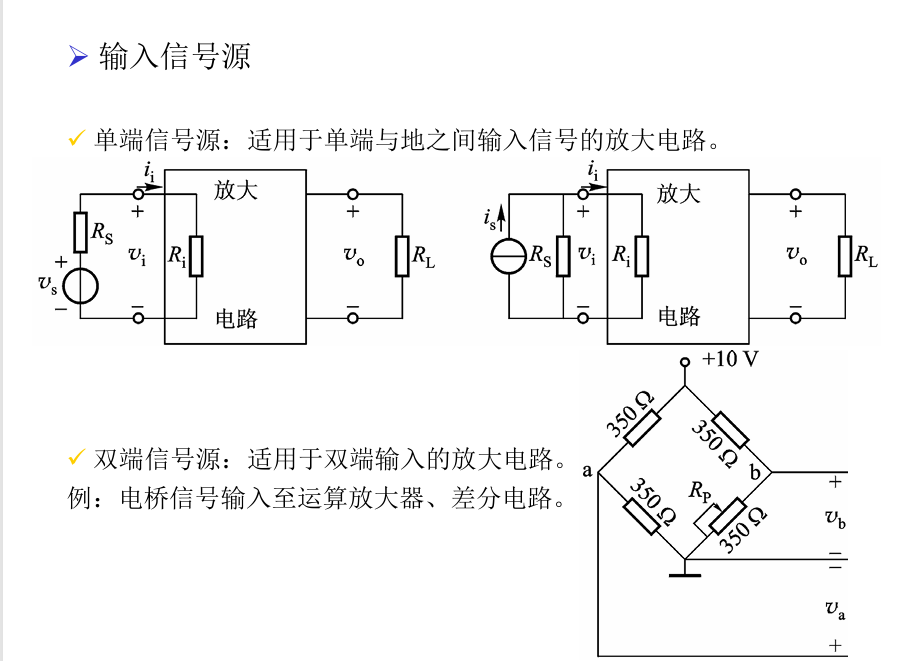 ➢ 输入信号源
✓ 单端信号源：适用于单端与地之间输入信号的放大电路。
i_i
放大
+
+
R_S
v_i
R_i
v_o
R_L
+
v_s
−
−
−
电路
i_i
放大
i_s
+
+
R_S
v_i
R_i
v_o
R_L
−
−
电路
+10 V
350 Ω
350 Ω
✓ 双端信号源：适用于双端输入的放大电路。
a
b
+
例：电桥信号输入至运算放大器、差分电路。
350 Ω
R_P
350 Ω
v_b
−
−
v_a
+